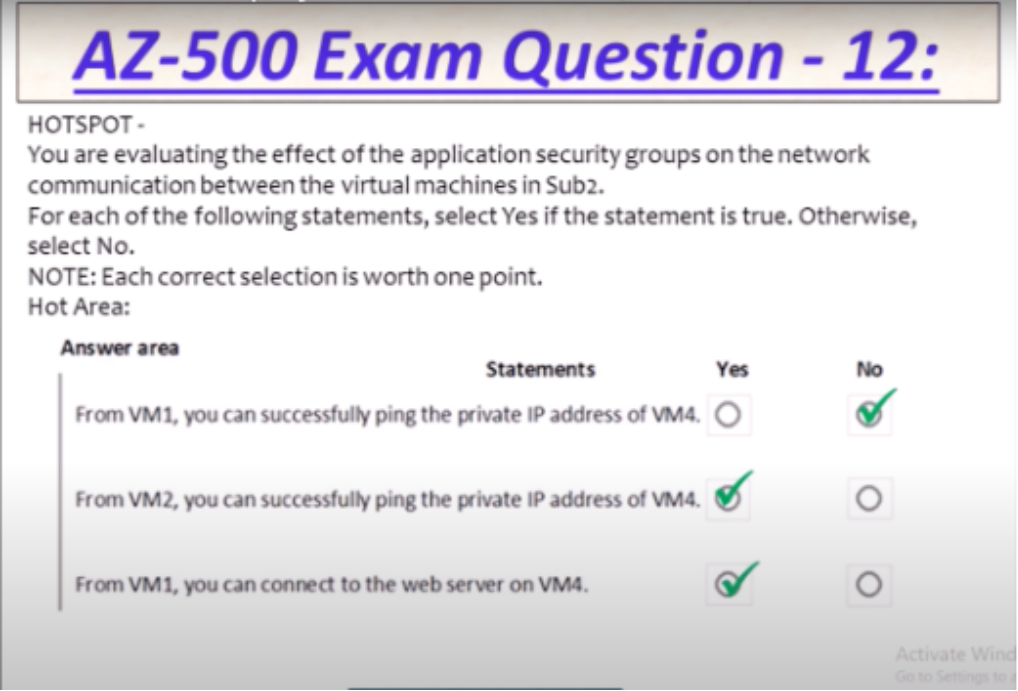 AZ-500 Exam Question - 12:
HOTSPOT -
You are evaluating the effect of the application security groups on the network
communication between the virtual machines in Sub2.
For each of the following statements, select Yes if the statement is true. Otherwise,
select No.
NOTE: Each correct selection is worth one point.
Hot Area:
Answer area
Statements Yes No
From VM1, you can successfully ping the private IP address of VM4.
From VM2, you can successfully ping the private IP address of VM4.
From VM1, you can connect to the web server on VM4.
Activate Wind
Go to Settings to a